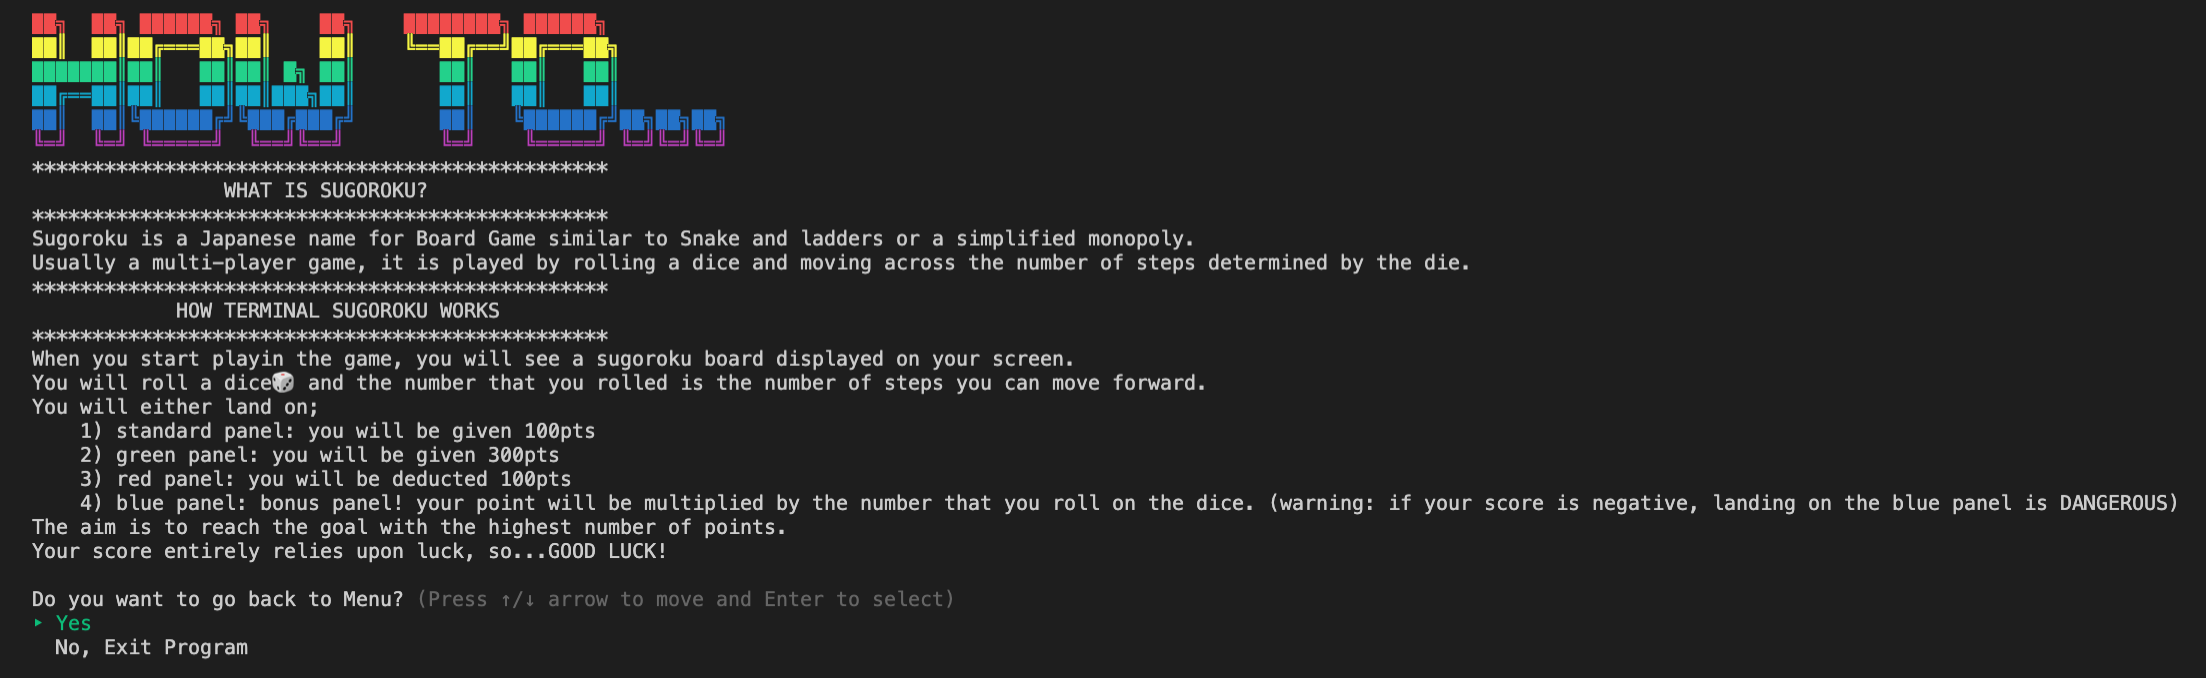 HOW TO...
************************************************
WHAT IS SUGOROKU?
************************************************
Sugoroku is a Japanese name for Board Game similar to Snake and ladders or a simplified monopoly.
Usually a multi-player game, it is played by rolling a dice and moving across the number of steps determined by the die.
************************************************
HOW TERMINAL SUGOROKU WORKS
************************************************
When you start playin the game, you will see a sugoroku board displayed on your screen.
You will roll a dice🎲 and the number that you rolled is the number of steps you can move forward.
You will either land on;
1) standard panel: you will be given 100pts
2) green panel: you will be given 300pts
3) red panel: you will be deducted 100pts
4) blue panel: bonus panel! your point will be multiplied by the number that you roll on the dice. (warning: if your score is negative, landing on the blue panel is DANGEROUS)
The aim is to reach the goal with the highest number of points.
Your score entirely relies upon luck, so...GOOD LUCK!
Do you want to go back to Menu? (Press ↑/↓ arrow to move and Enter to select)
‣ Yes
No, Exit Program